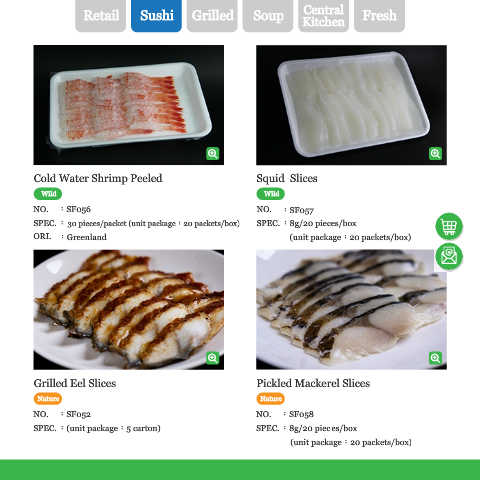 Retail Sushi Grilled Soup Central Kitchen Fresh
Cold Water Shrimp Peeled
Wild
NO. : SF056
SPEC. : 30 pieces/packet (unit package : 20 packets/box)
ORI. : Greenland
Squid Slices
Wild
NO. : SF057
SPEC. : 8g/20 pieces/box
(unit package : 20 packets/box)
Grilled Eel Slices
Nature
NO. : SF052
SPEC. : (unit package : 5 carton)
Pickled Mackerel Slices
Nature
NO. : SF058
SPEC. : 8g/20 pieces/box
(unit package : 20 packets/box)